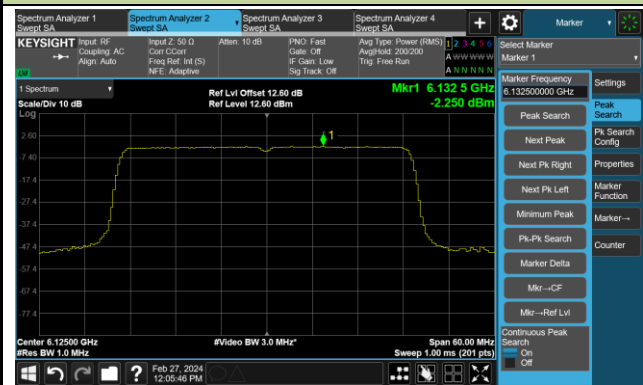 Spectrum Analyzer 1
Swept SA
Spectrum Analyzer 2
Swept SA
Spectrum Analyzer 3
Swept SA
Spectrum Analyzer 4
Swept SA
+
Marker
KEYSIGHT
Input: RF
Coupling: AC
Align: Auto
Input Z: 50 Ω
Corr CCorr
Freq Ref: Int (S)
NFE: Adaptive
Atten: 10 dB
PNO: Fast
Gate: Off
IF Gain: Low
Sig Track: Off
Avg Type: Power (RMS)
Avg|Hold: 200/200
Trig: Free Run
1 2 3 4 5 6
A W W W W W
A N N N N N
LXI
Select Marker
Marker 1
1 Spectrum
Scale/Div 10 dB
Log
Ref Lvl Offset 12.60 dB
Ref Level 12.60 dBm
Mkr1 6.132 5 GHz
-2.250 dBm
1
2.60
-7.40
-17.4
-27.4
-37.4
-47.4
-57.4
-67.4
-77.4
Center 6.12500 GHz
#Res BW 1.0 MHz
#Video BW 3.0 MHz*
Span 60.00 MHz
Sweep 1.00 ms (201 pts)
Marker Frequency
6.132500000 GHz
Peak Search
Next Peak
Next Pk Right
Next Pk Left
Minimum Peak
Pk-Pk Search
Marker Delta
Mkr→CF
Mkr→Ref Lvl
Continuous Peak
Search
On
Off
Settings
Peak
Search
Pk Search
Config
Properties
Marker
Function
Marker→
Counter
?
Feb 27, 2024
12:05:46 PM